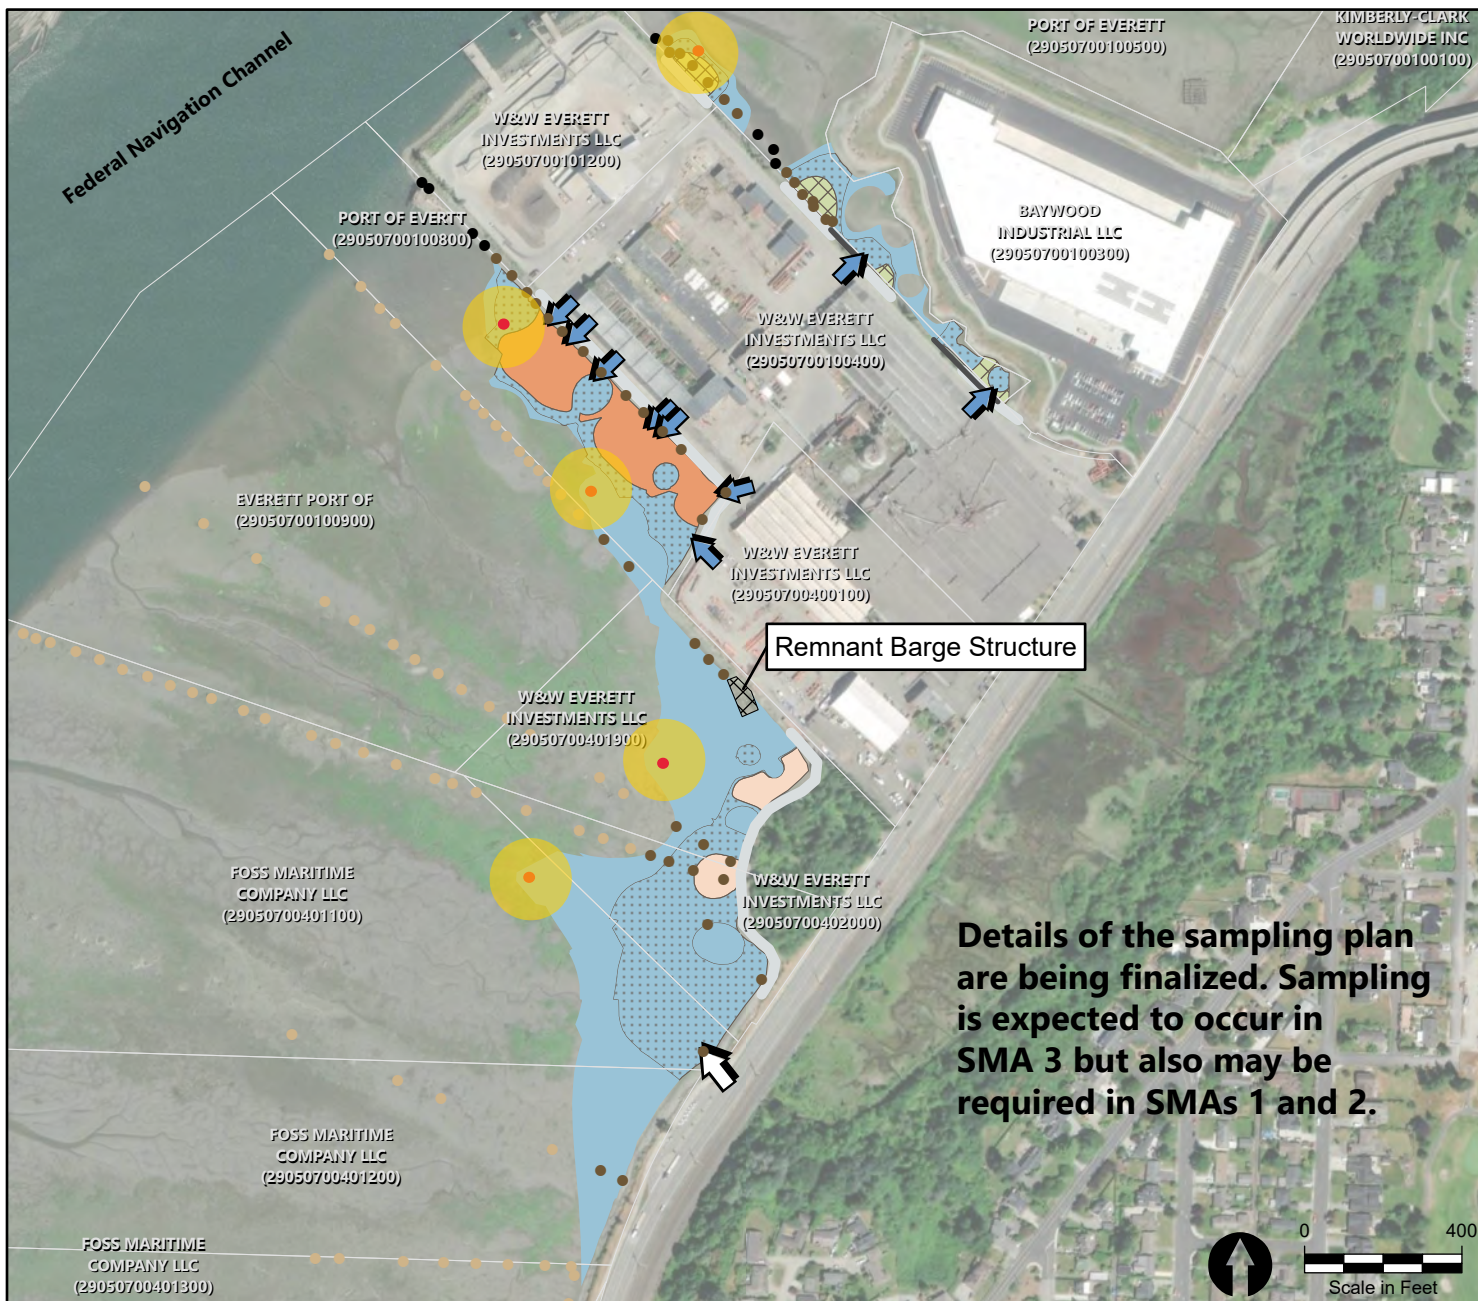 Federal Navigation Channel
PORT OF EVERETT
(29050700100500)
KIMBERLY-CLARK
WORLDWIDE INC
(29050700100100)
W&W EVERETT
INVESTMENTS LLC
(29050700101200)
PORT OF EVERTT
(29050700100800)
BAYWOOD
INDUSTRIAL LLC
(29050700100300)
W&W EVERETT
INVESTMENTS LLC
(29050700100400)
EVERETT PORT OF
(29050700100900)
W&W EVERETT
INVESTMENTS LLC
(29050700400100)
Remnant Barge Structure
W&W EVERETT
INVESTMENTS LLC
(29050700401900)
FOSS MARITIME
COMPANY LLC
(29050700401100)
W&W EVERETT
INVESTMENTS LLC
(29050700402000)
Details of the sampling plan
are being finalized. Sampling
is expected to occur in
SMA 3 but also may be
required in SMAs 1 and 2.
FOSS MARITIME
COMPANY LLC
(29050700401200)
FOSS MARITIME
COMPANY LLC
(29050700401300)
0 400
Scale in Feet